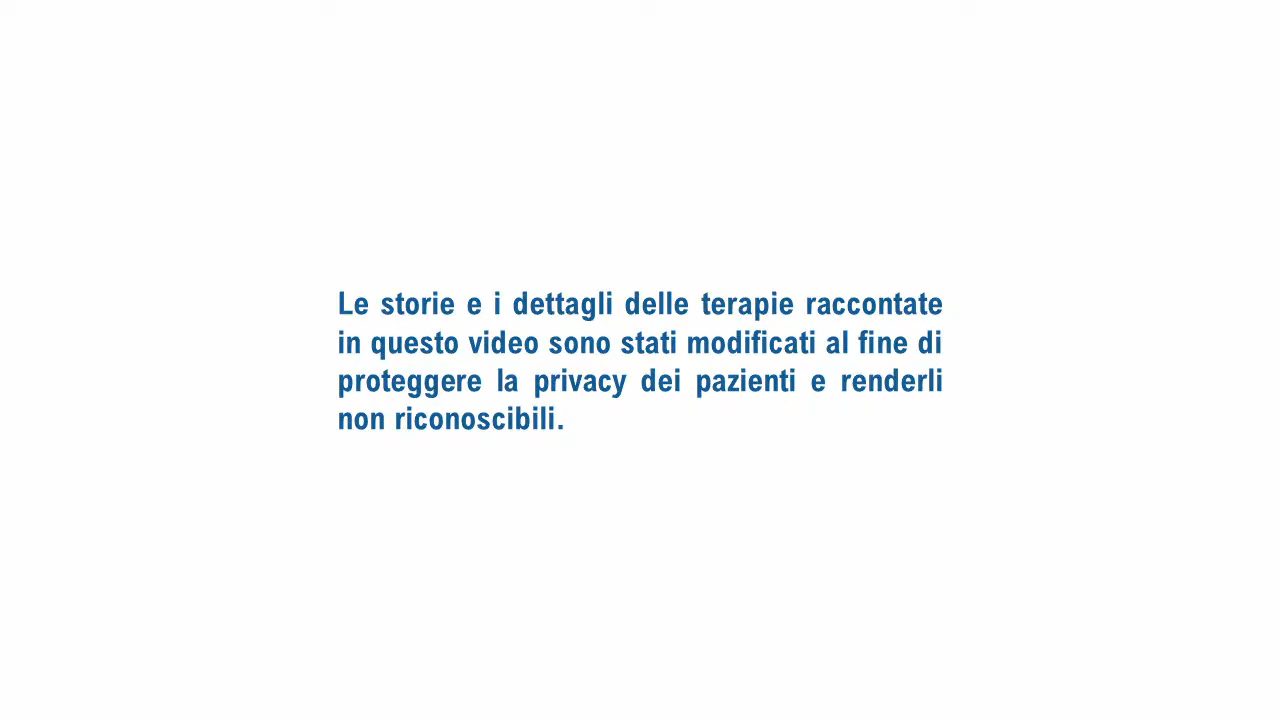 Le storie e i dettagli delle terapie raccontate
in questo video sono stati modificati al fine di
proteggere la privacy dei pazienti e renderli
non riconoscibili.